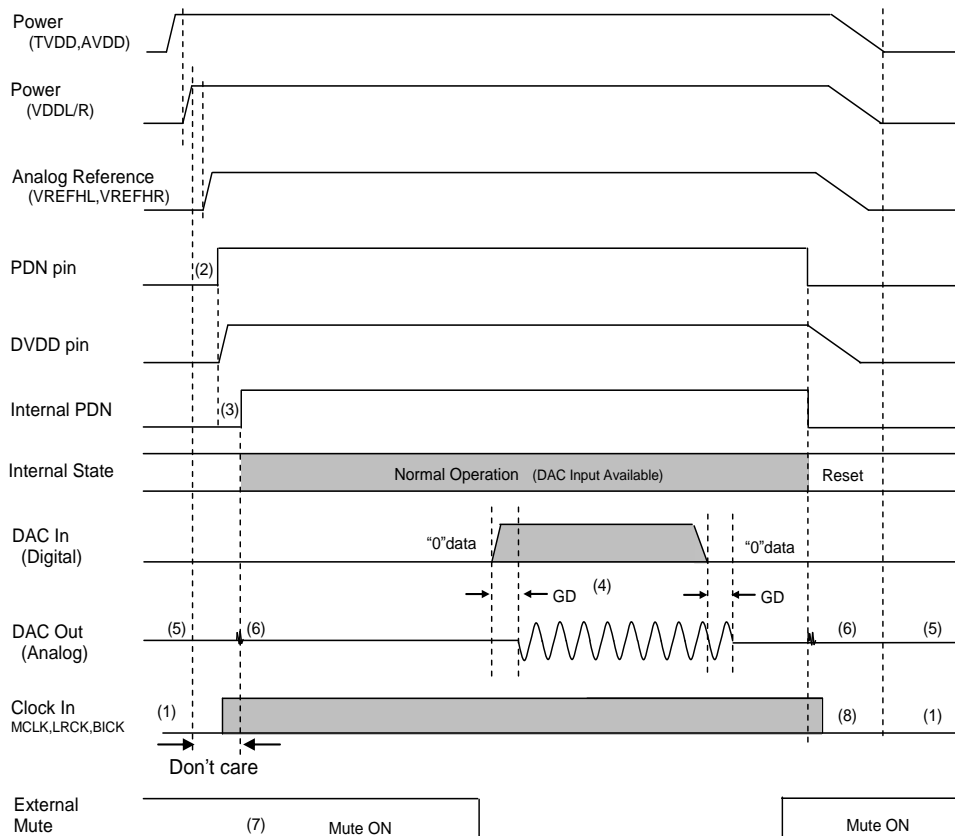 Power
(TVDD,AVDD)
Power
(VDDL/R)
Analog Reference
(VREFHL,VREFHR)
PDN pin
(2)
DVDD pin
Internal PDN
(3)
Internal State
Normal Operation (DAC Input Available)
Reset
DAC In
(Digital)
“0”data
“0”data
GD
(4)
GD
DAC Out
(Analog)
(5)
(6)
(6)
(5)
Clock In
MCLK,LRCK,BICK
(1)
(8)
(1)
Don’t care
External
Mute
(7)
Mute ON
Mute ON